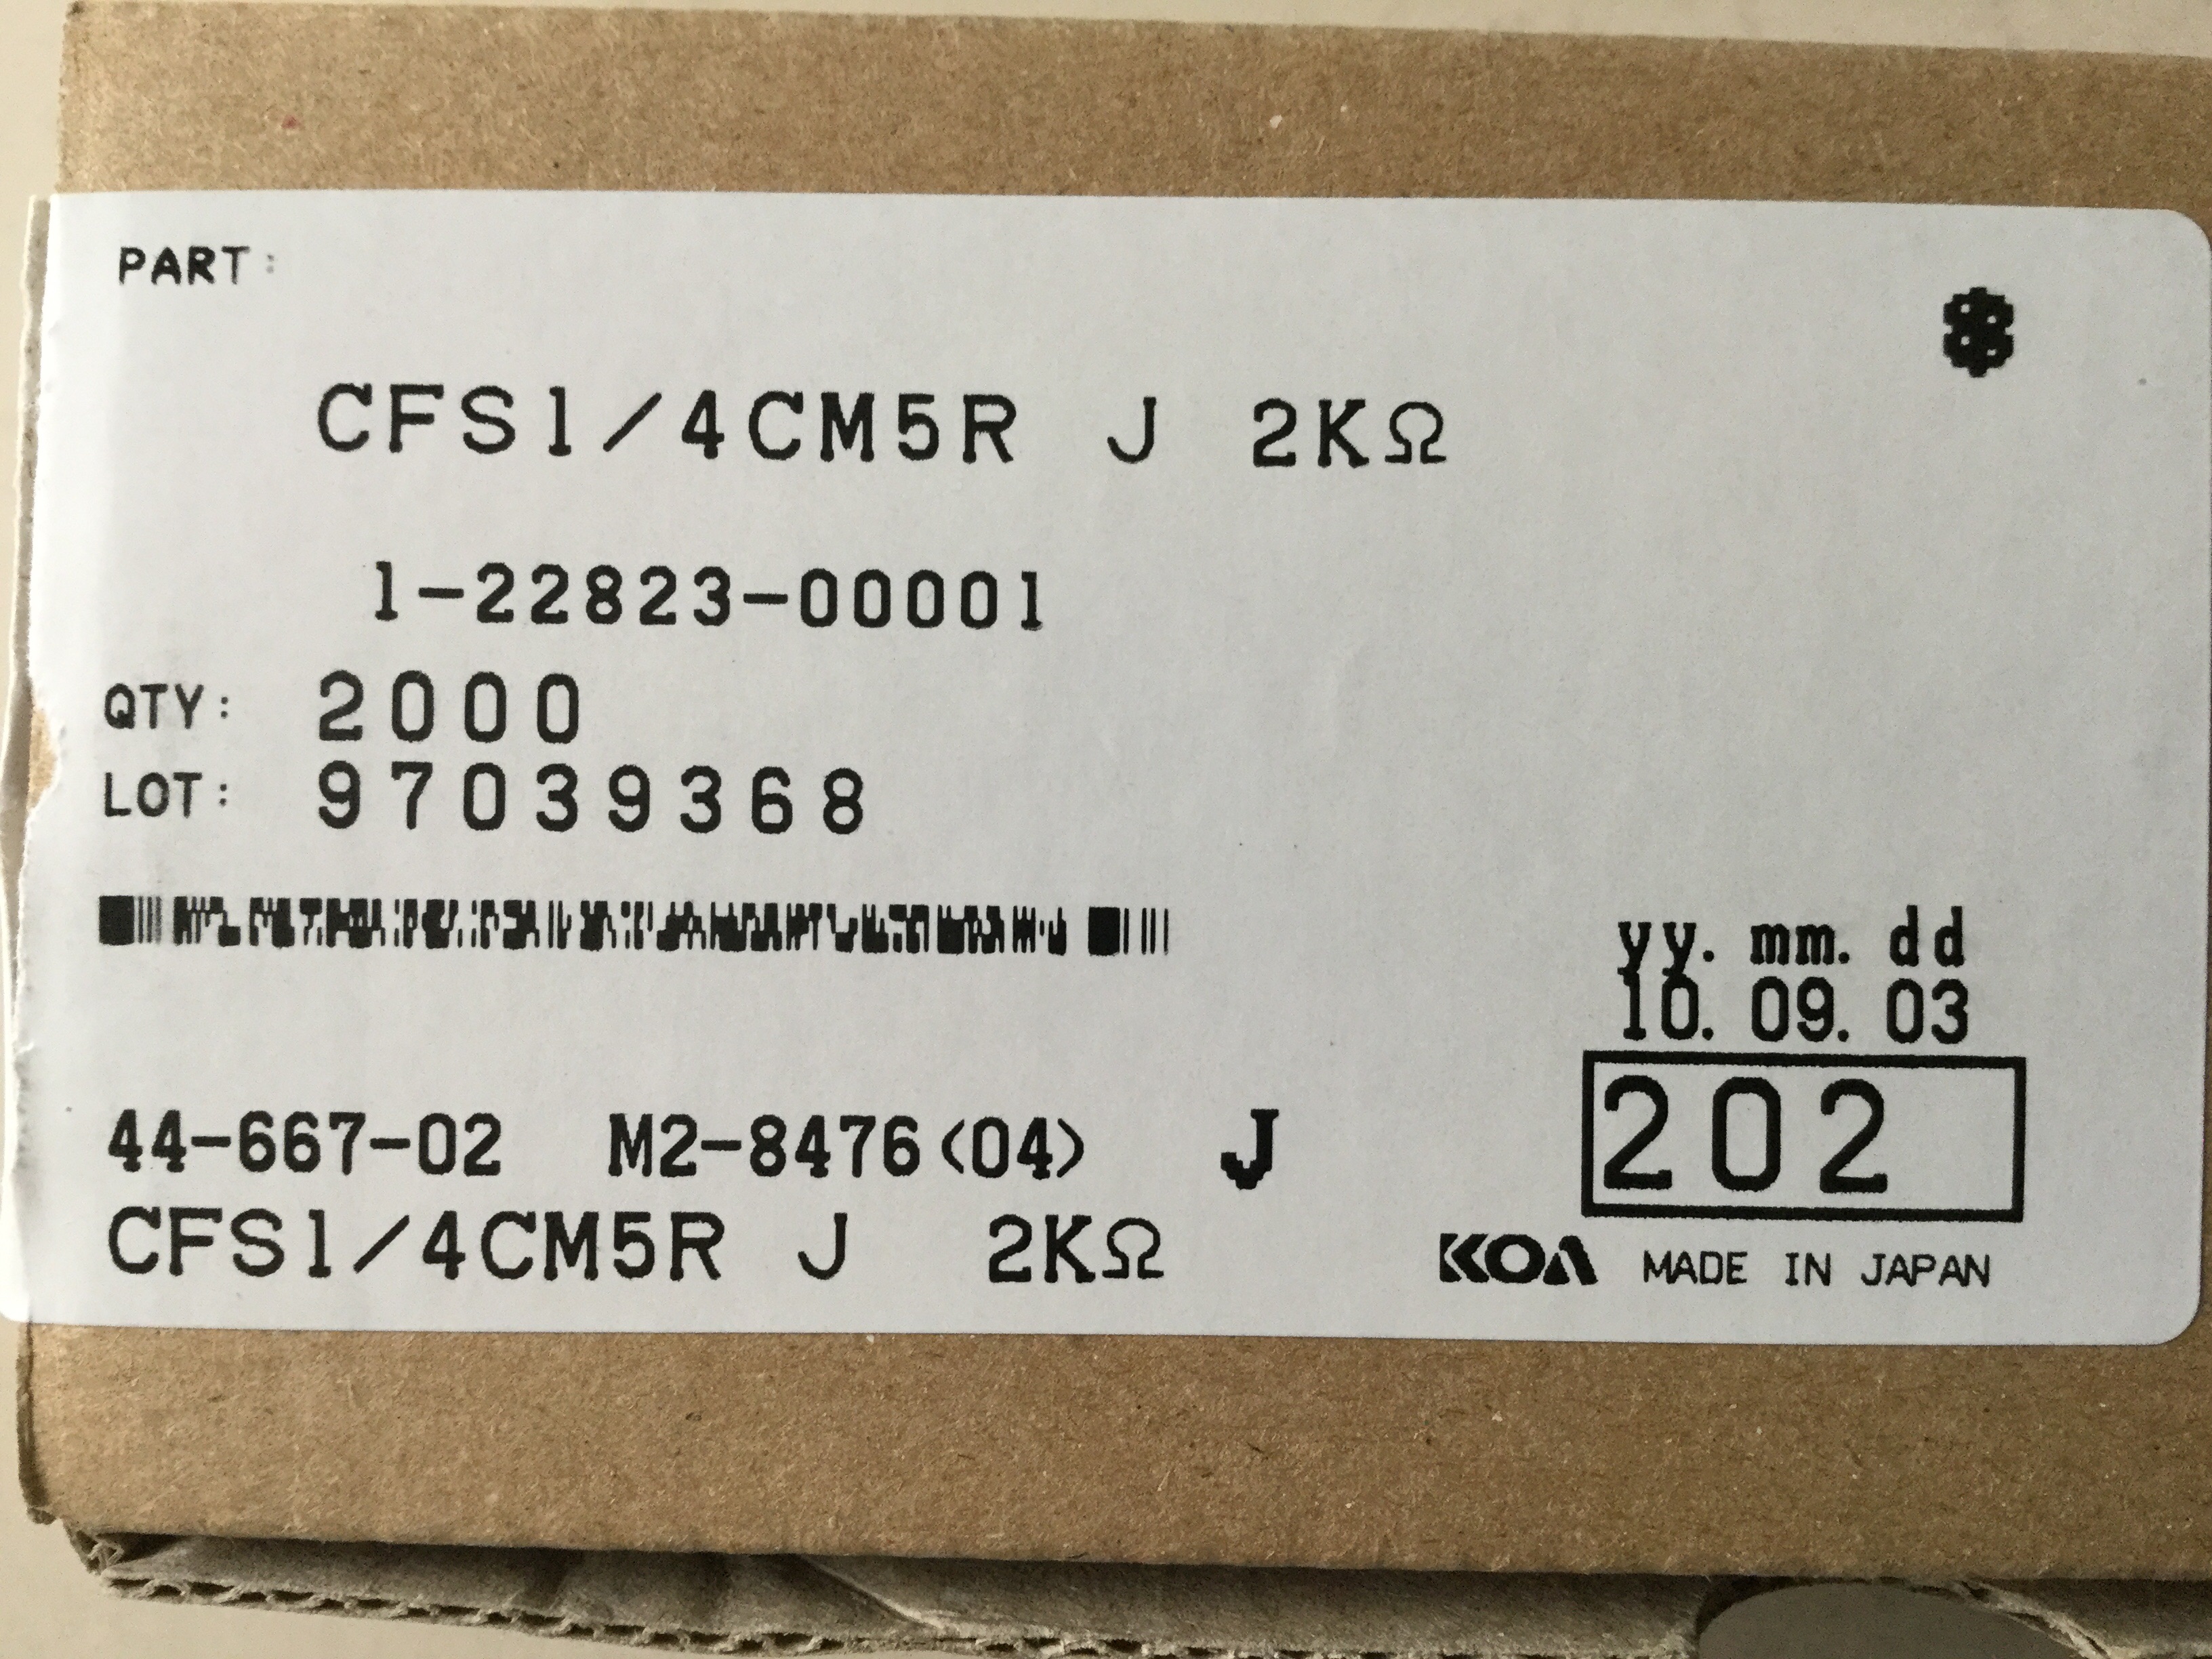 PART:
CFS1/4CM5R J 2KΩ
1-22823-00001
QTY: 2000
LOT: 97039368
yy. mm. dd
10. 09. 03
202
44-667-02 M2-8476(04) J
CFS1/4CM5R J 2KΩ
KOA MADE IN JAPAN